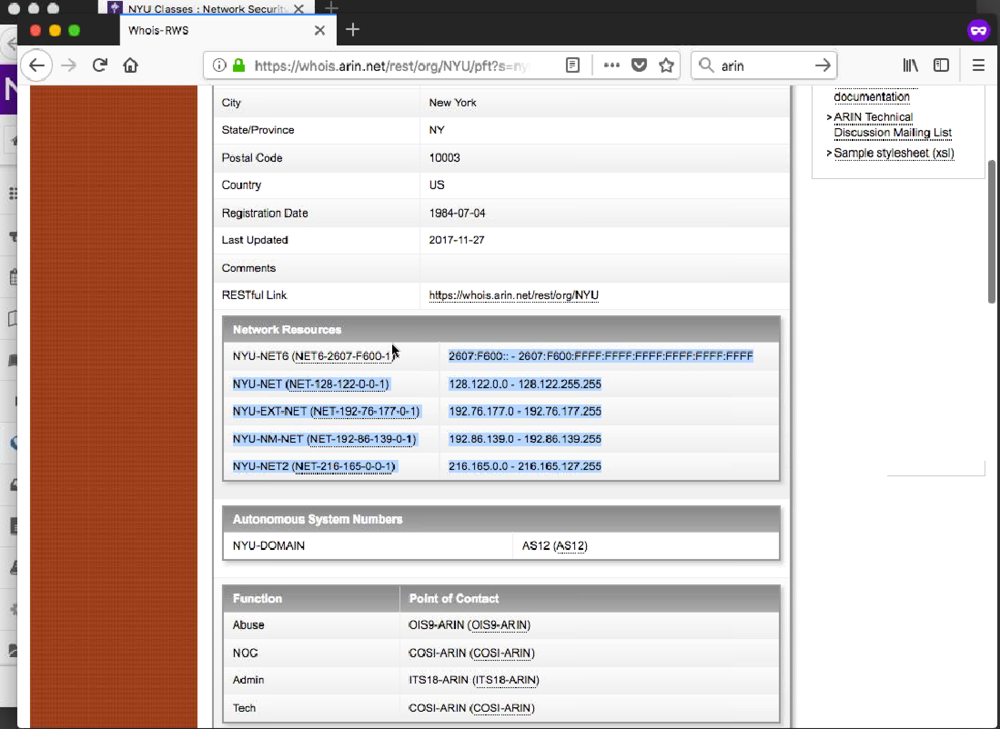 NYU Classes : Network Security
Whois-RWS
https://whois.arin.net/rest/org/NYU/pft?s=ny
arin
City New York
State/Province NY
Postal Code 10003
Country US
Registration Date 1984-07-04
Last Updated 2017-11-27
Comments
RESTful Link https://whois.arin.net/rest/org/NYU
Network Resources
NYU-NET6 (NET6-2607-F600-1) 2607:F600:: - 2607:F600:FFFF:FFFF:FFFF:FFFF:FFFF:FFFF
NYU-NET (NET-128-122-0-0-1) 128.122.0.0 - 128.122.255.255
NYU-EXT-NET (NET-192-76-177-0-1) 192.76.177.0 - 192.76.177.255
NYU-NM-NET (NET-192-86-139-0-1) 192.86.139.0 - 192.86.139.255
NYU-NET2 (NET-216-165-0-0-1) 216.165.0.0 - 216.165.127.255
Autonomous System Numbers
NYU-DOMAIN AS12 (AS12)
Function Point of Contact
Abuse OIS9-ARIN (OIS9-ARIN)
NOC COSI-ARIN (COSI-ARIN)
Admin ITS18-ARIN (ITS18-ARIN)
Tech COSI-ARIN (COSI-ARIN)
documentation
> ARIN Technical
Discussion Mailing List
> Sample stylesheet (xsl)
N